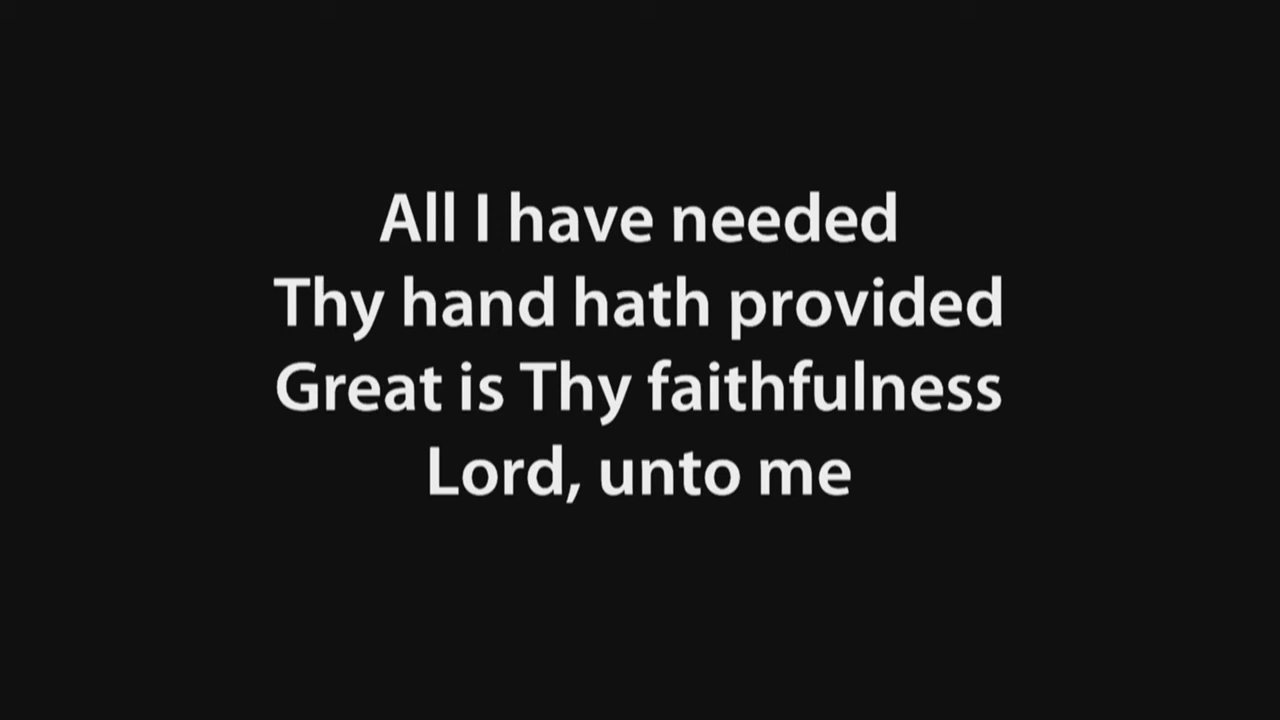 All I have needed
Thy hand hath provided
Great is Thy faithfulness
Lord, unto me